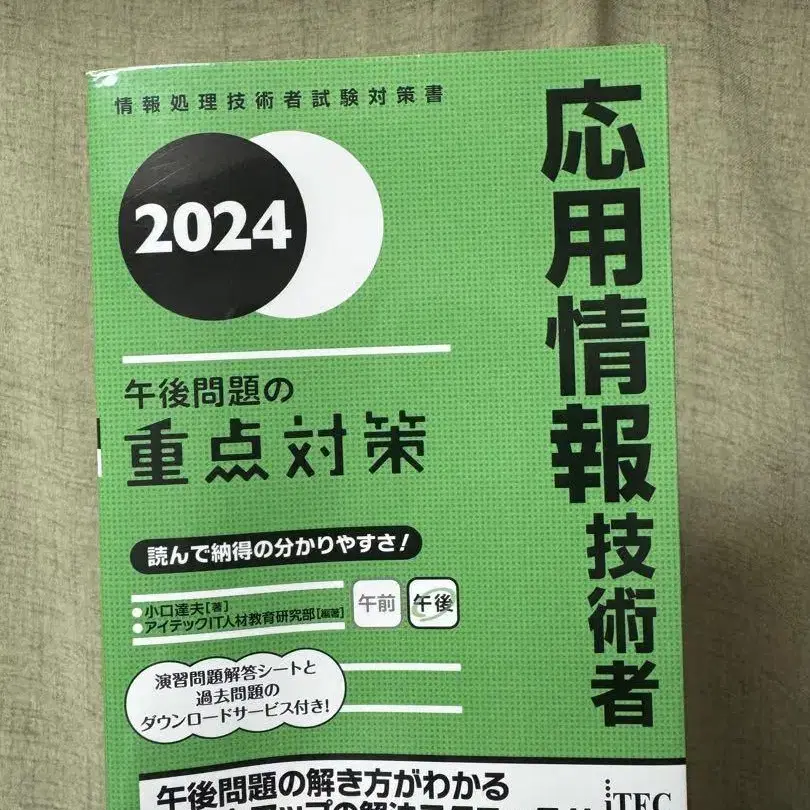 情報処理技術者試験対策書
2024
応用情報技術者
午後問題の
重点対策
読んで納得の分かりやすさ!
●小口達夫[著]
●アイテックIT人材教育研究部[編著]
午前
午後
演習問題解答シートと
過去問題の
ダウンロードサービス付き!
午後問題の解き方がわかる
iTEC